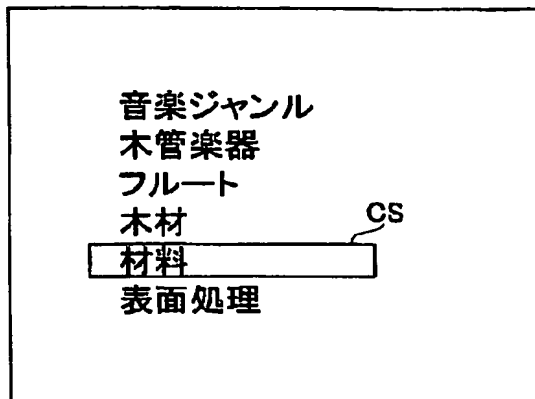 音楽ジャンル
木管楽器
フルート
木材
CS
材料
表面処理